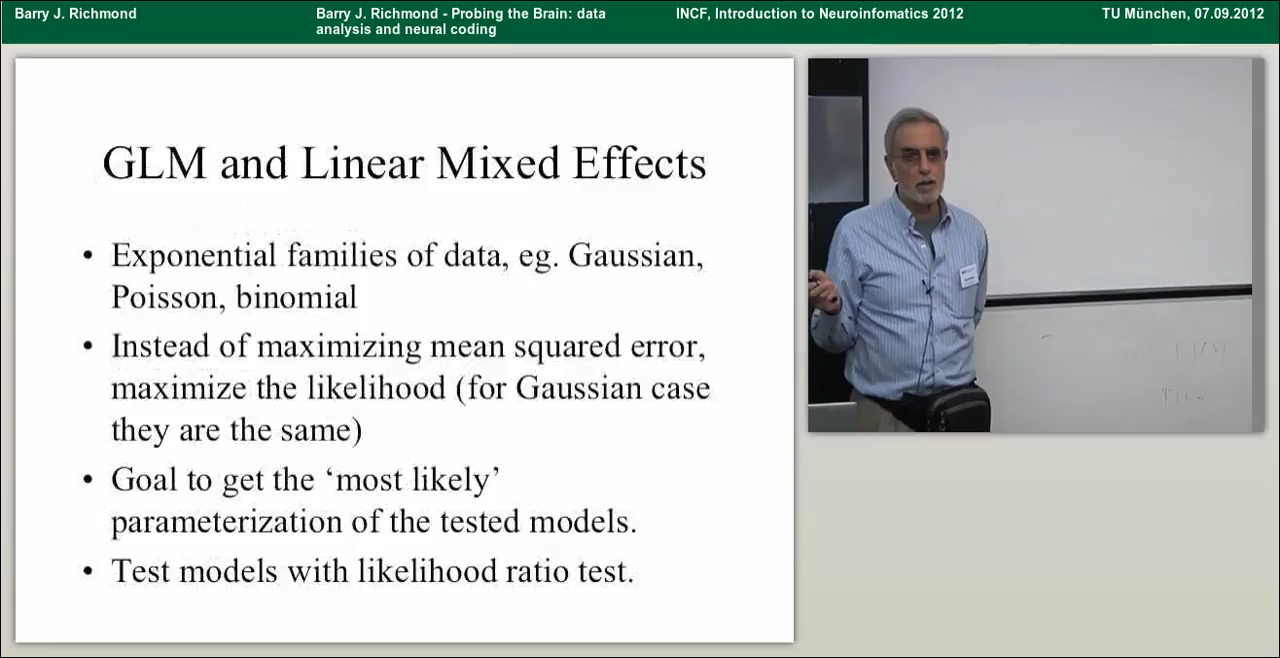 Barry J. Richmond
Barry J. Richmond - Probing the Brain: data
analysis and neural coding
INCF, Introduction to Neuroinfomatics 2012
TU München, 07.09.2012
GLM and Linear Mixed Effects
• Exponential families of data, eg. Gaussian,
Poisson, binomial
• Instead of maximizing mean squared error,
maximize the likelihood (for Gaussian case
they are the same)
• Goal to get the ‘most likely’
parameterization of the tested models.
• Test models with likelihood ratio test.